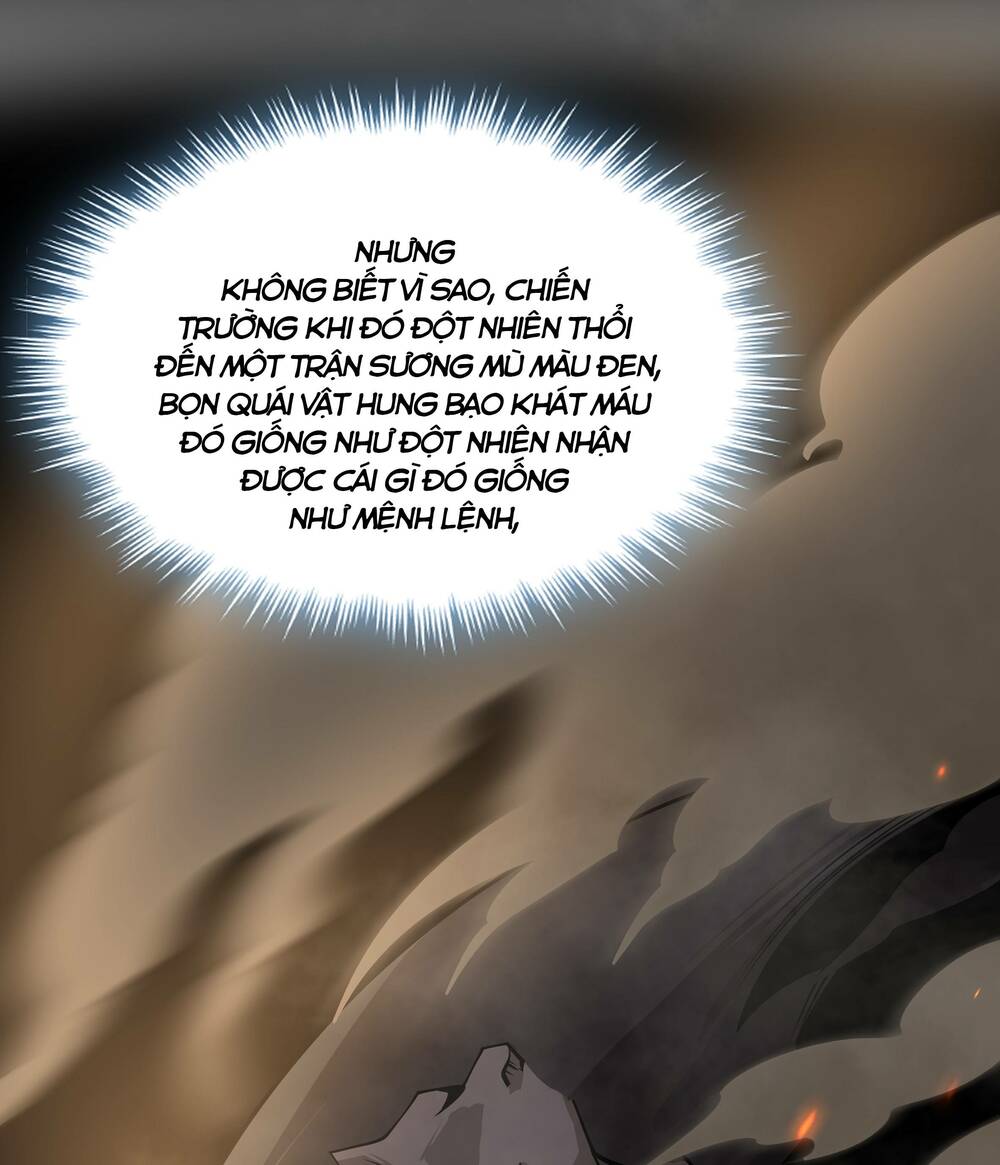 NHƯNG
KHÔNG BIẾT VÌ SAO, CHIẾN
TRƯỜNG KHI ĐÓ ĐỘT NHIÊN THỔI
ĐẾN MỘT TRẬN SƯƠNG MÙ MÀU ĐEN,
BỌN QUÁI VẬT HUNG BẠO KHÁT MÁU
ĐÓ GIỐNG NHƯ ĐỘT NHIÊN NHẬN
ĐƯỢC CÁI GÌ ĐÓ GIỐNG
NHƯ MỆNH LỆNH,